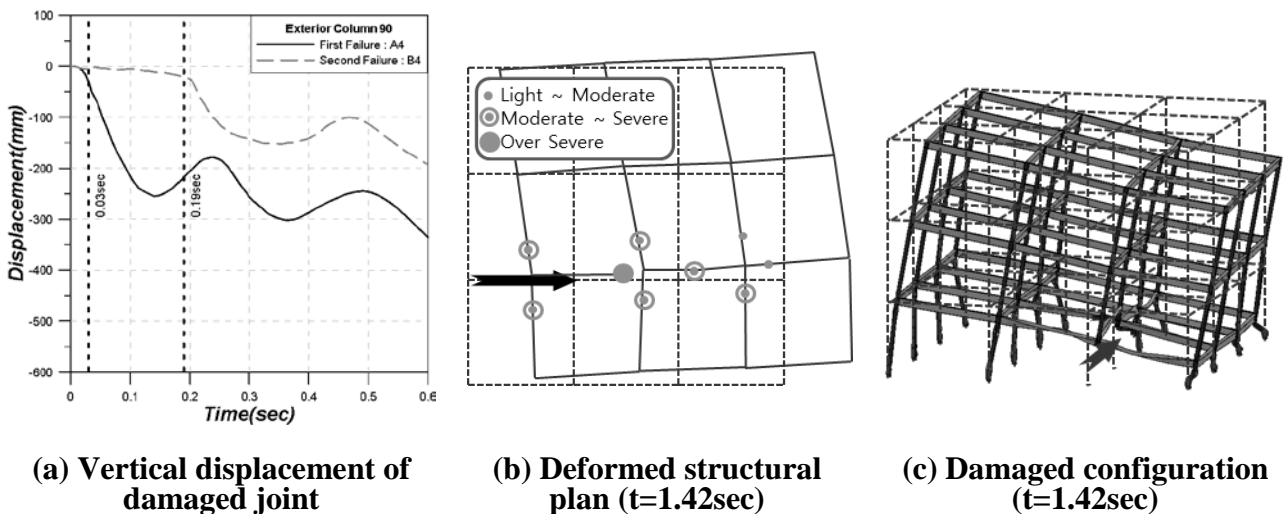 100
0
-100
-200
-300
-400
-500
-600
Displacement(mm)
Exterior Column 90
First Failure : A4
Second Failure : B4
0.03sec
0.19sec
0
0.1
0.2
0.3
0.4
0.5
0.6
Time(sec)
Light ~ Moderate
Moderate ~ Severe
Over Severe
(a) Vertical displacement of
damaged joint
(b) Deformed structural
plan (t=1.42sec)
(c) Damaged configuration
(t=1.42sec)